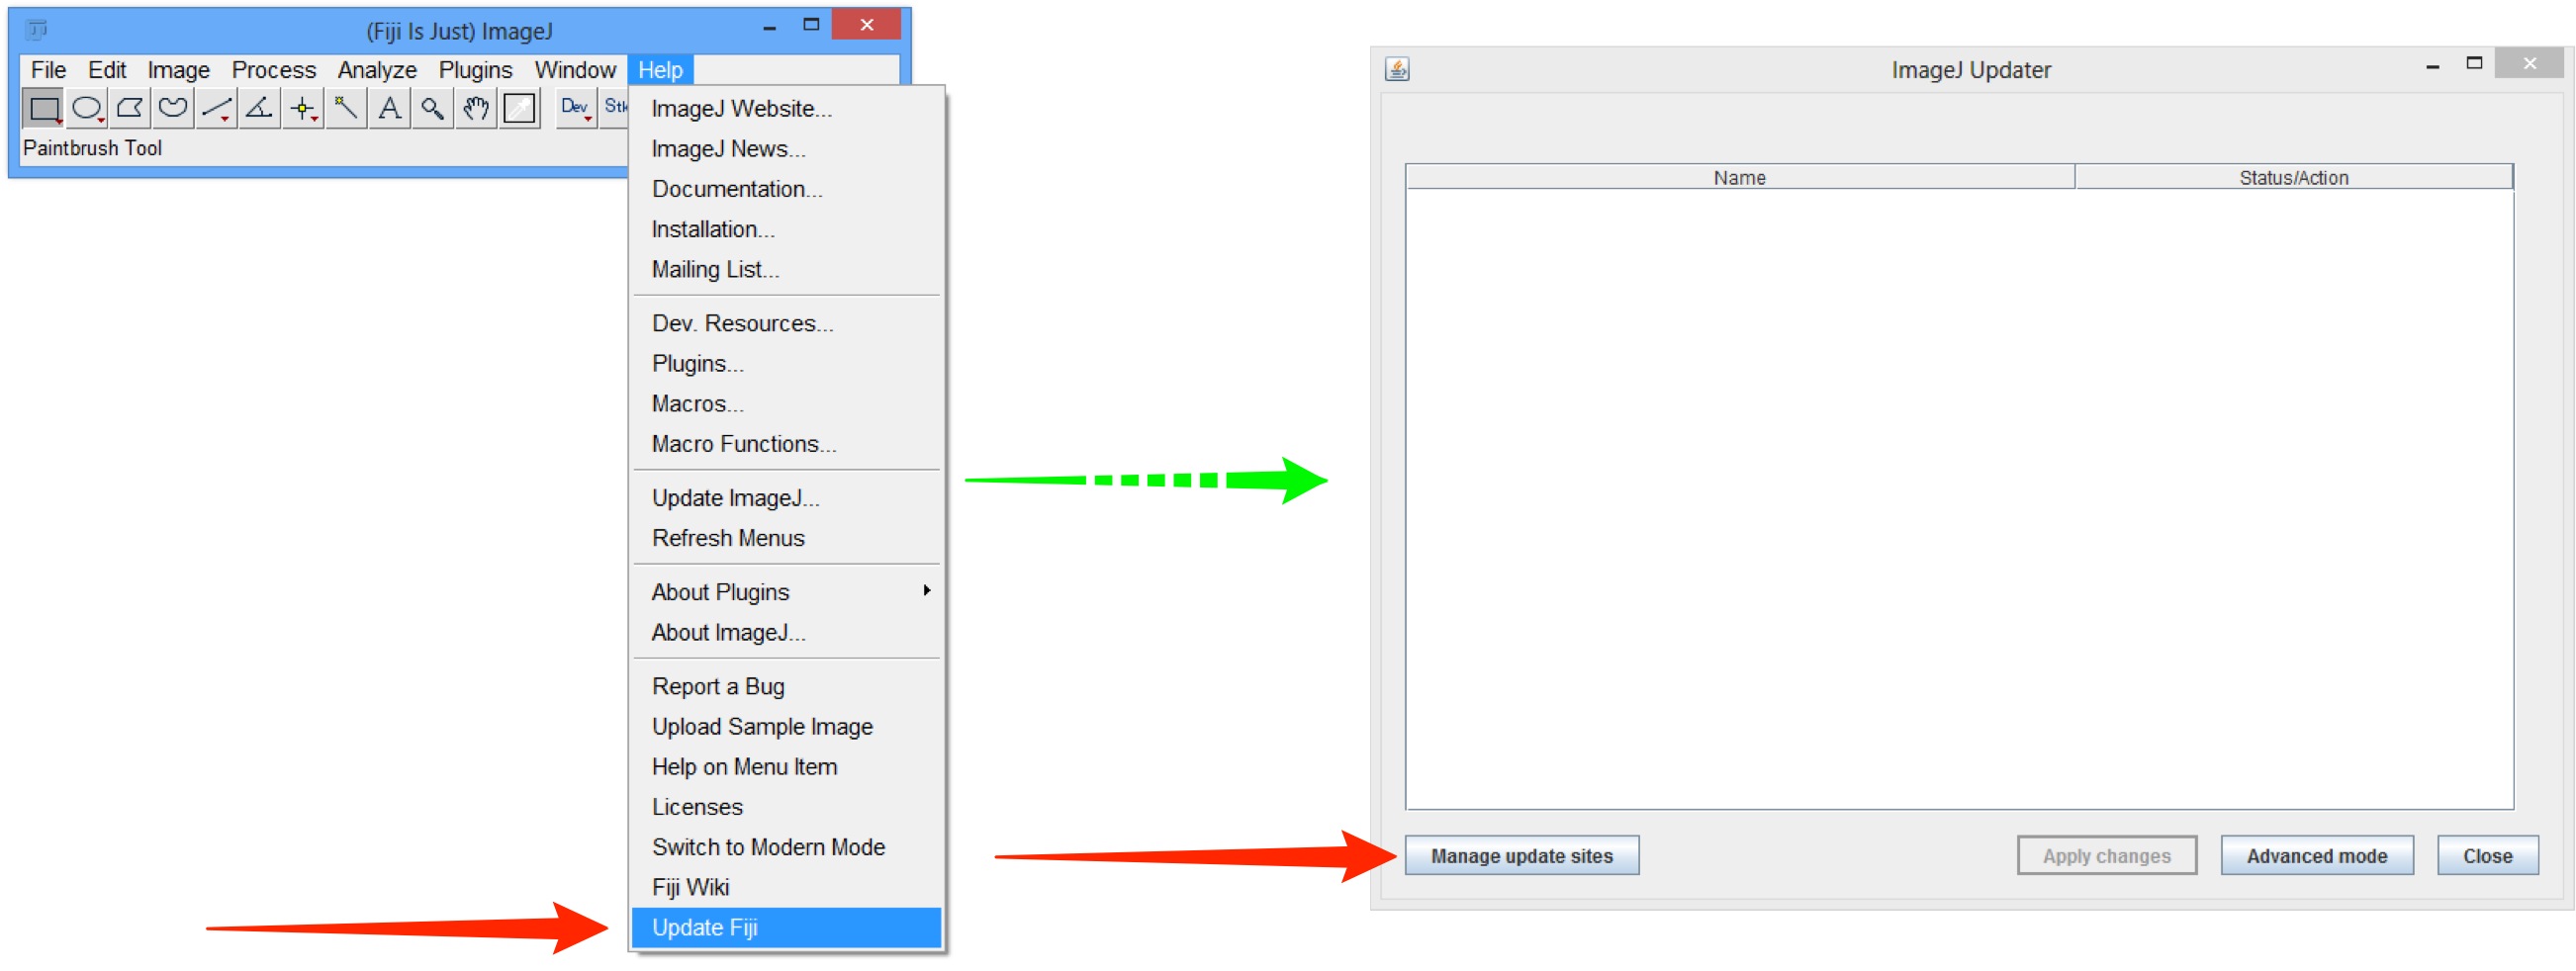 (Fiji Is Just) ImageJ
File Edit Image Process Analyze Plugins Window Help
Dev Stk
Paintbrush Tool
ImageJ Website...
ImageJ News...
Documentation...
Installation...
Mailing List...
Dev. Resources...
Plugins...
Macros...
Macro Functions...
Update ImageJ...
Refresh Menus
About Plugins
About ImageJ...
Report a Bug
Upload Sample Image
Help on Menu Item
Licenses
Switch to Modern Mode
Fiji Wiki
Update Fiji
ImageJ Updater
Name Status/Action
Manage update sites Apply changes Advanced mode Close